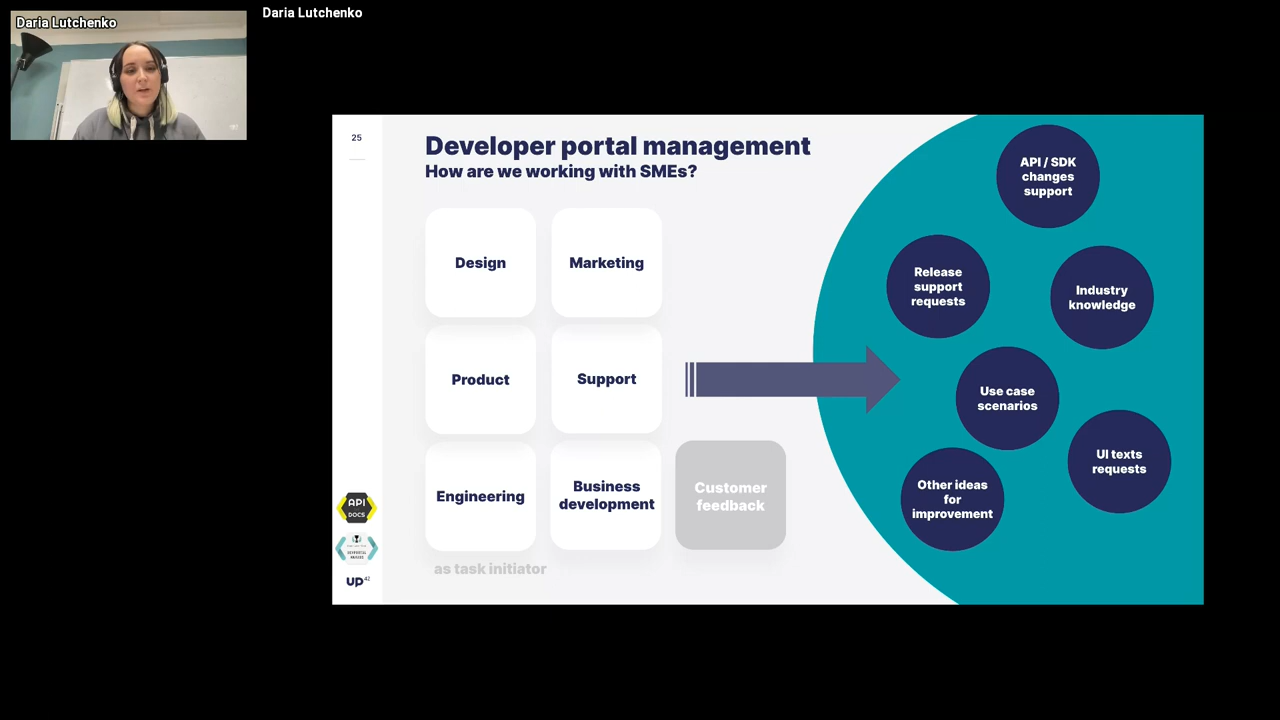 Daria Lutchenko
Daria Lutchenko
25
Developer portal management
How are we working with SMEs?
Design
Marketing
Product
Support
Engineering
Business
development
Customer
feedback
as task initiator
API / SDK
changes
support
Release
support
requests
Industry
knowledge
Use case
scenarios
UI texts
requests
Other ideas
for
improvement
API
DOCS
UP42